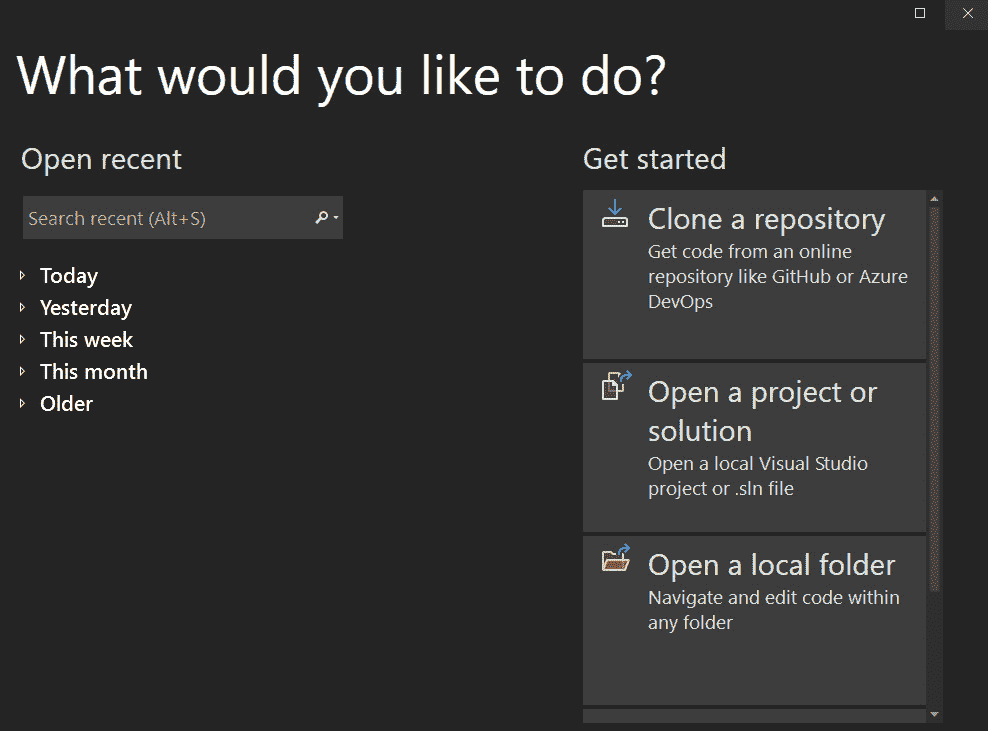 What would you like to do?
Open recent
Search recent (Alt+S)
Today
Yesterday
This week
This month
Older
Get started
Clone a repository
Get code from an online
repository like GitHub or Azure
DevOps
Open a project or
solution
Open a local Visual Studio
project or .sln file
Open a local folder
Navigate and edit code within
any folder